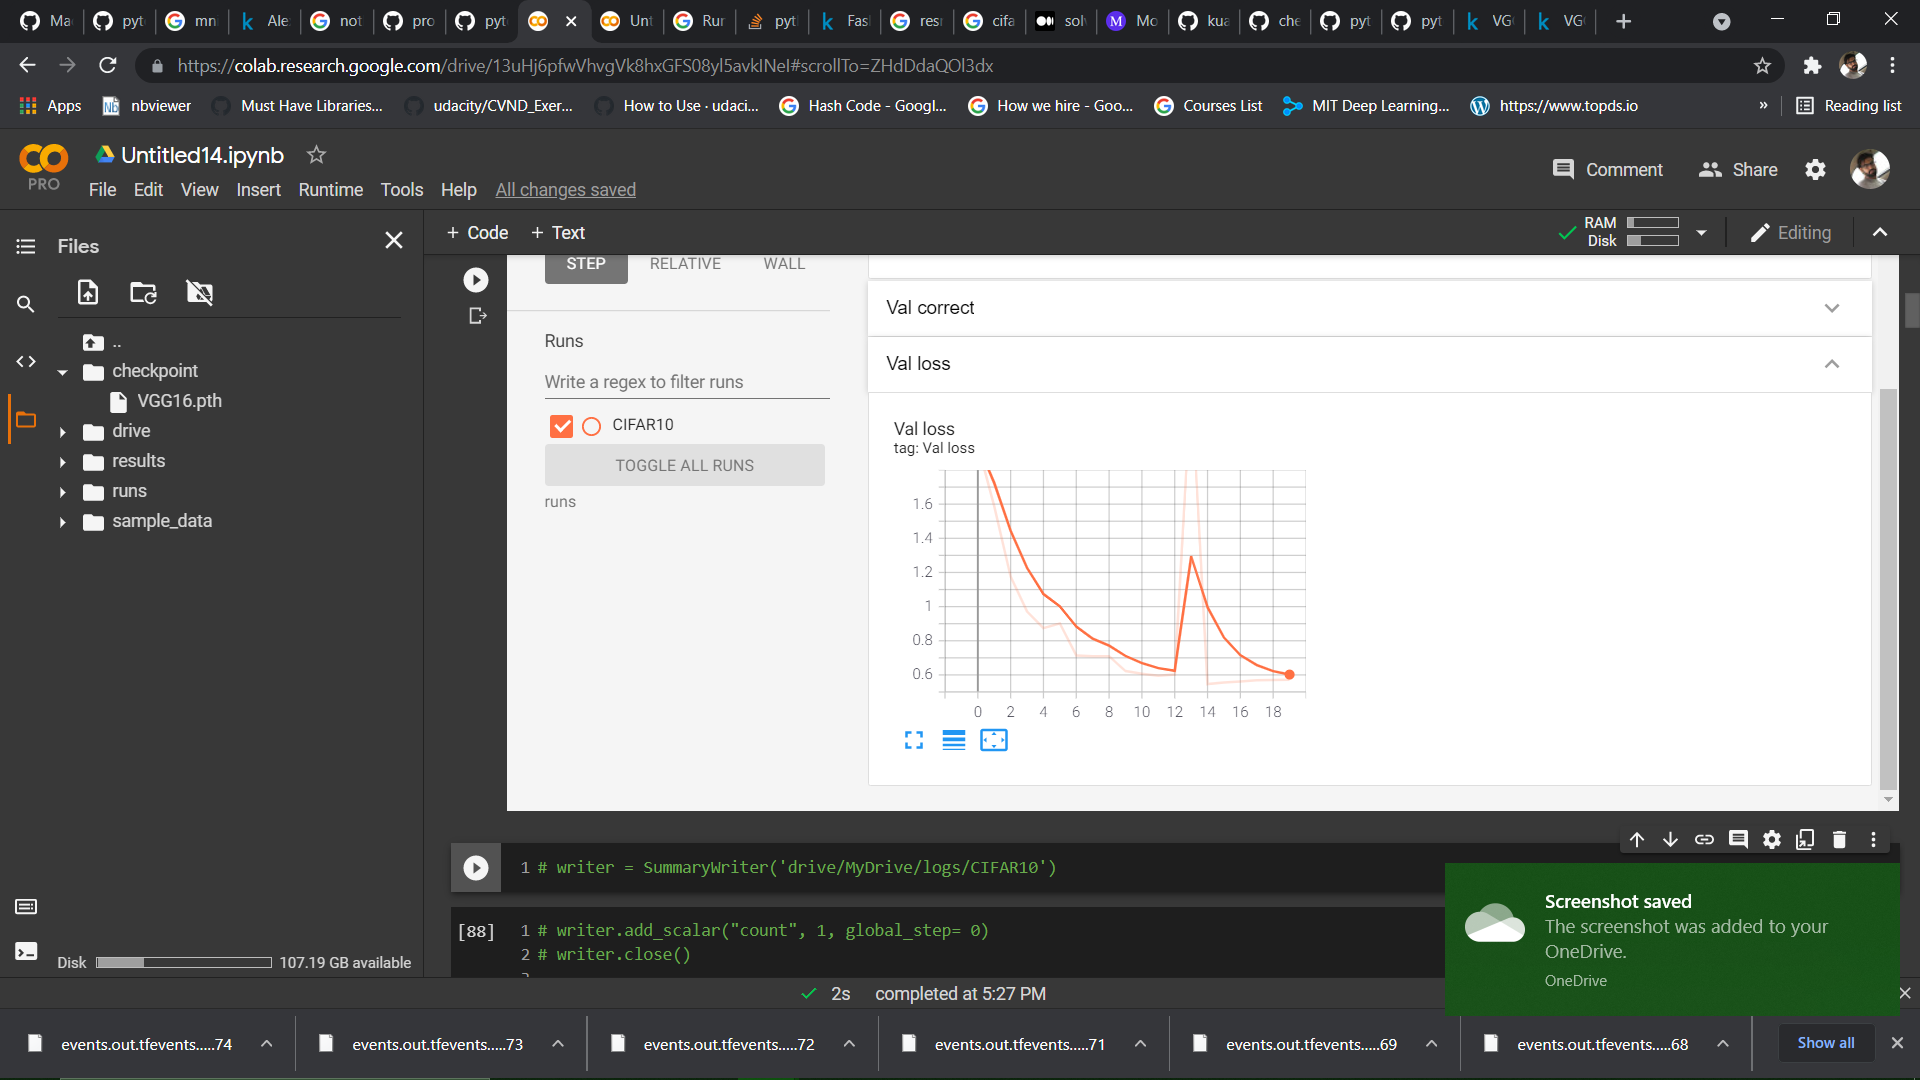 Ma
pyt
mni
Ale
not
pro
pyt
Unt
Run
pyt
Fas
resn
cifa
solv
Mo
kua
che
pyt
pyt
VG
VG
https://colab.research.google.com/drive/13uHj6pfwVhvgVk8hxGFS08yl5avkINeI#scrollTo=ZHdDdaQOl3dx
Apps
nbviewer
Must Have Libraries...
udacity/CVND_Exer...
How to Use · udaci...
Hash Code - Googl...
How we hire - Goo...
Courses List
MIT Deep Learning...
https://www.topds.io
»
Reading list
PRO
Untitled14.ipynb
File Edit View Insert Runtime Tools Help All changes saved
Comment
Share
Files
+ Code + Text
RAM
Disk
Editing
..
checkpoint
VGG16.pth
drive
results
runs
sample_data
Disk
107.19 GB available
STEP RELATIVE WALL
Runs
Write a regex to filter runs
CIFAR10
TOGGLE ALL RUNS
runs
Val correct
Val loss
Val loss
tag: Val loss
1.6
1.4
1.2
1
0.8
0.6
0 2 4 6 8 10 12 14 16 18
1 # writer = SummaryWriter('drive/MyDrive/logs/CIFAR10')
[88]
1 # writer.add_scalar("count", 1, global_step= 0)
2 # writer.close()
Screenshot saved
The screenshot was added to your
OneDrive.
OneDrive
2s completed at 5:27 PM
events.out.tfevents.....74
events.out.tfevents.....73
events.out.tfevents.....72
events.out.tfevents.....71
events.out.tfevents.....69
events.out.tfevents.....68
Show all